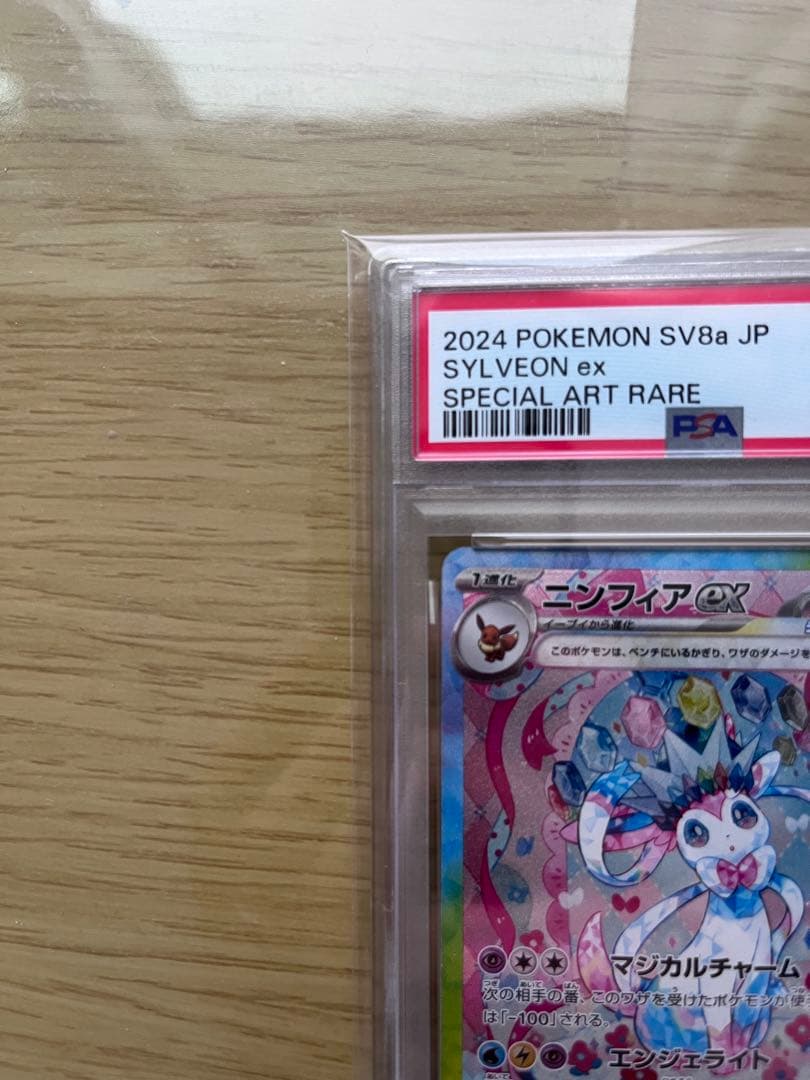 2024 POKEMON SV8a JP
SYLVEON ex
SPECIAL ART RARE
PSA
1進化
ニンフィアex
イーブイから進化
このポケモンは、ベンチにいるかぎり、ワザのダメージを
マジカルチャーム
次の相手の番、このワザを受けたポケモンが使
は「-100」される。
エンジェライト